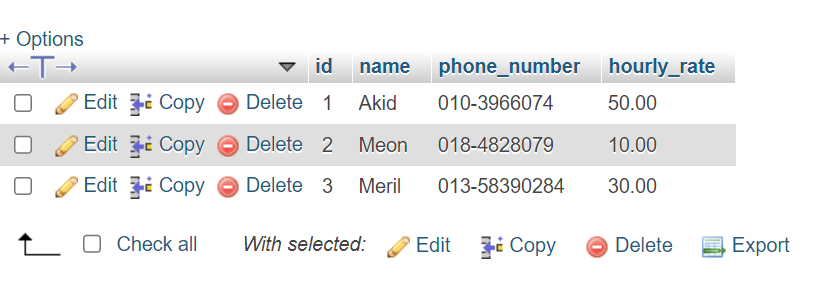 + Options
id name phone_number hourly_rate
Edit Copy Delete 1 Akid 010-3966074 50.00
Edit Copy Delete 2 Meon 018-4828079 10.00
Edit Copy Delete 3 Meril 013-58390284 30.00
Check all With selected: Edit Copy Delete Export